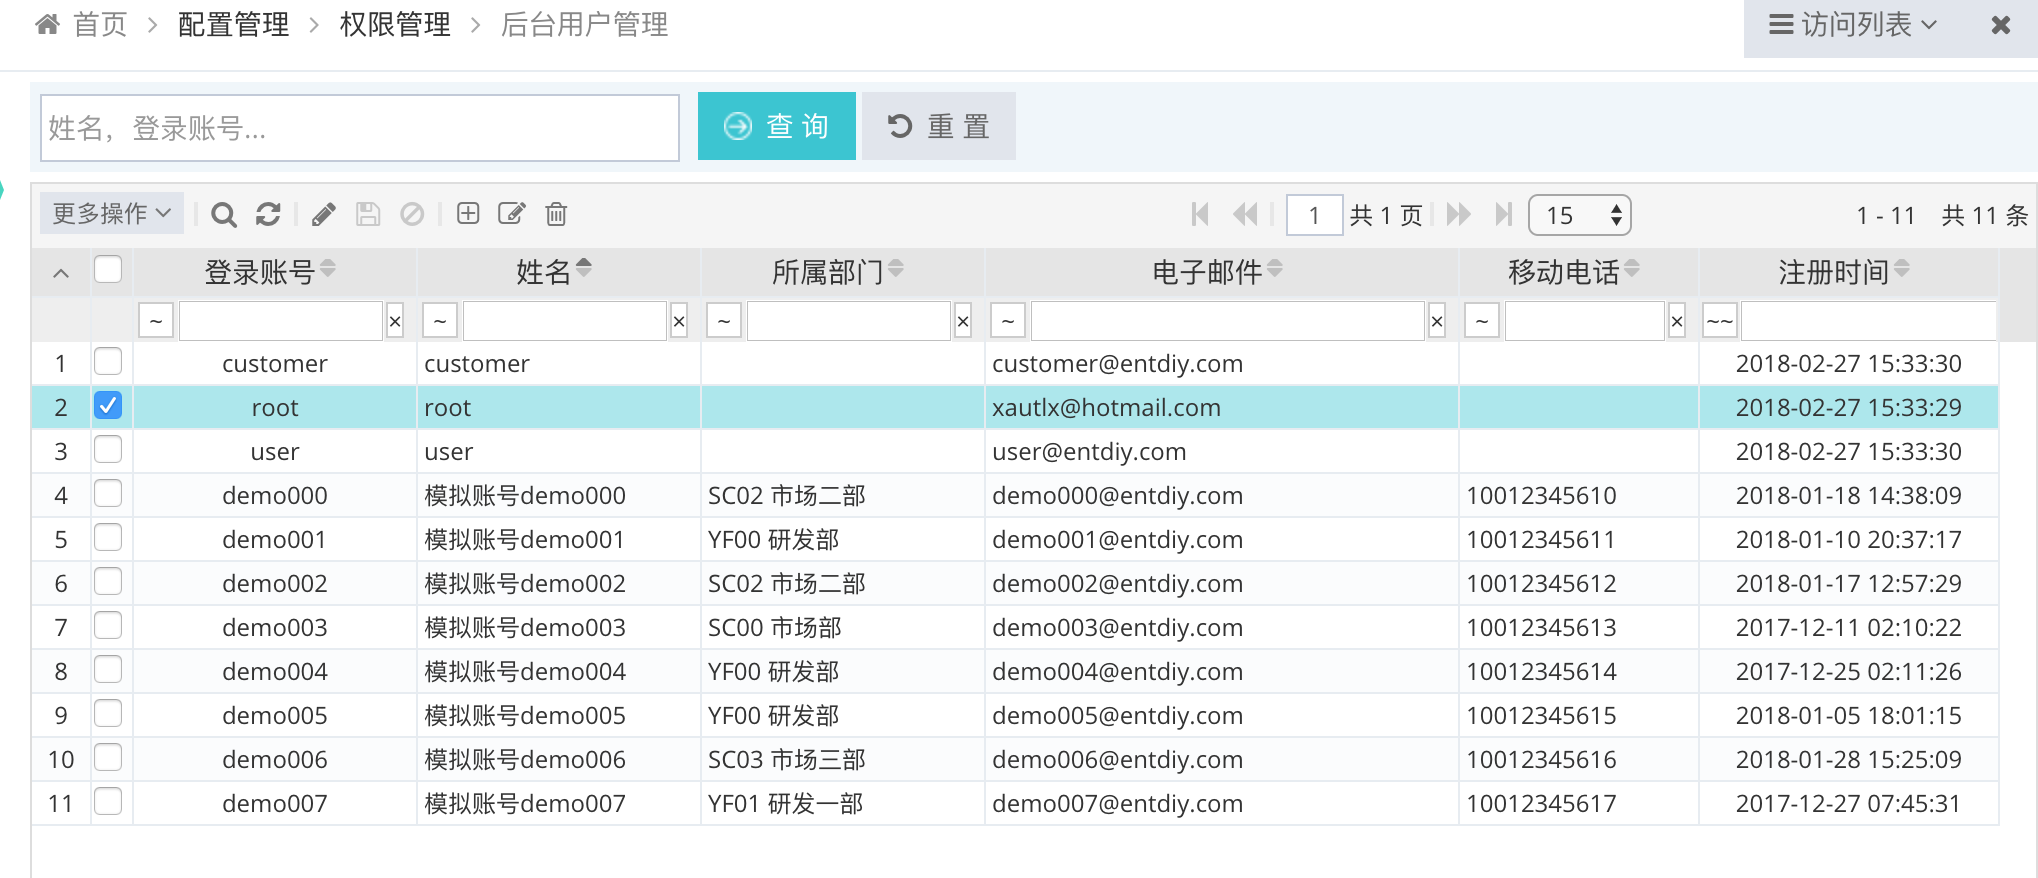 首页 > 配置管理 > 权限管理 > 后台用户管理 访问列表
姓名，登录账号... 查 询 重 置
更多操作 1 共 1 页 15 1 - 11 共 11 条
登录账号 姓名 所属部门 电子邮件 移动电话 注册时间
~ × ~ × ~ × ~ × ~ × ~~
1 customer customer customer@entdiy.com 2018-02-27 15:33:30
2 root root xautlx@hotmail.com 2018-02-27 15:33:29
3 user user user@entdiy.com 2018-02-27 15:33:30
4 demo000 模拟账号demo000 SC02 市场二部 demo000@entdiy.com 10012345610 2018-01-18 14:38:09
5 demo001 模拟账号demo001 YF00 研发部 demo001@entdiy.com 10012345611 2018-01-10 20:37:17
6 demo002 模拟账号demo002 SC02 市场二部 demo002@entdiy.com 10012345612 2018-01-17 12:57:29
7 demo003 模拟账号demo003 SC00 市场部 demo003@entdiy.com 10012345613 2017-12-11 02:10:22
8 demo004 模拟账号demo004 YF00 研发部 demo004@entdiy.com 10012345614 2017-12-25 02:11:26
9 demo005 模拟账号demo005 YF00 研发部 demo005@entdiy.com 10012345615 2018-01-05 18:01:15
10 demo006 模拟账号demo006 SC03 市场三部 demo006@entdiy.com 10012345616 2018-01-28 15:25:09
11 demo007 模拟账号demo007 YF01 研发一部 demo007@entdiy.com 10012345617 2017-12-27 07:45:31